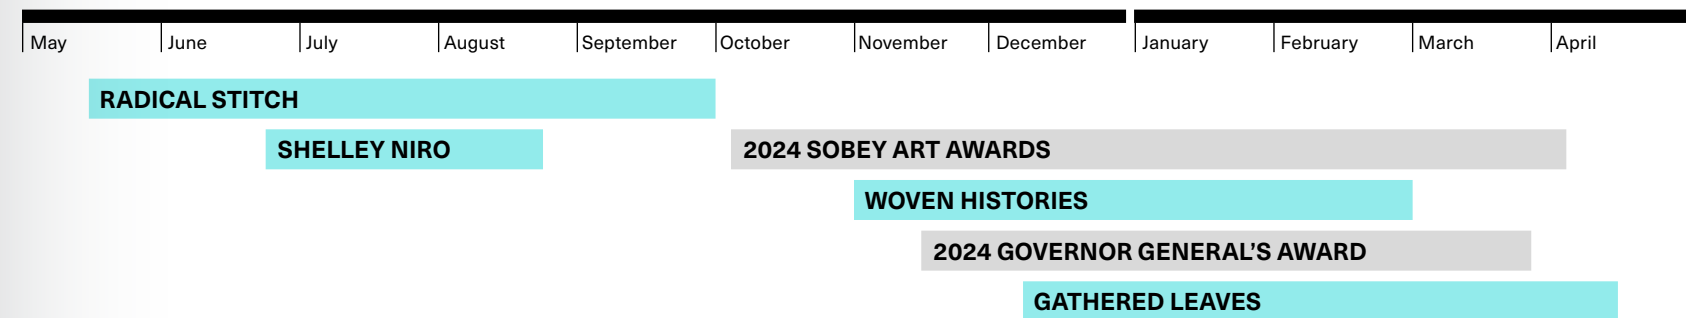 May June July August September October November December January February March April
RADICAL STITCH
SHELLEY NIRO 2024 SOBEY ART AWARDS
WOVEN HISTORIES
2024 GOVERNOR GENERAL’S AWARD
GATHERED LEAVES